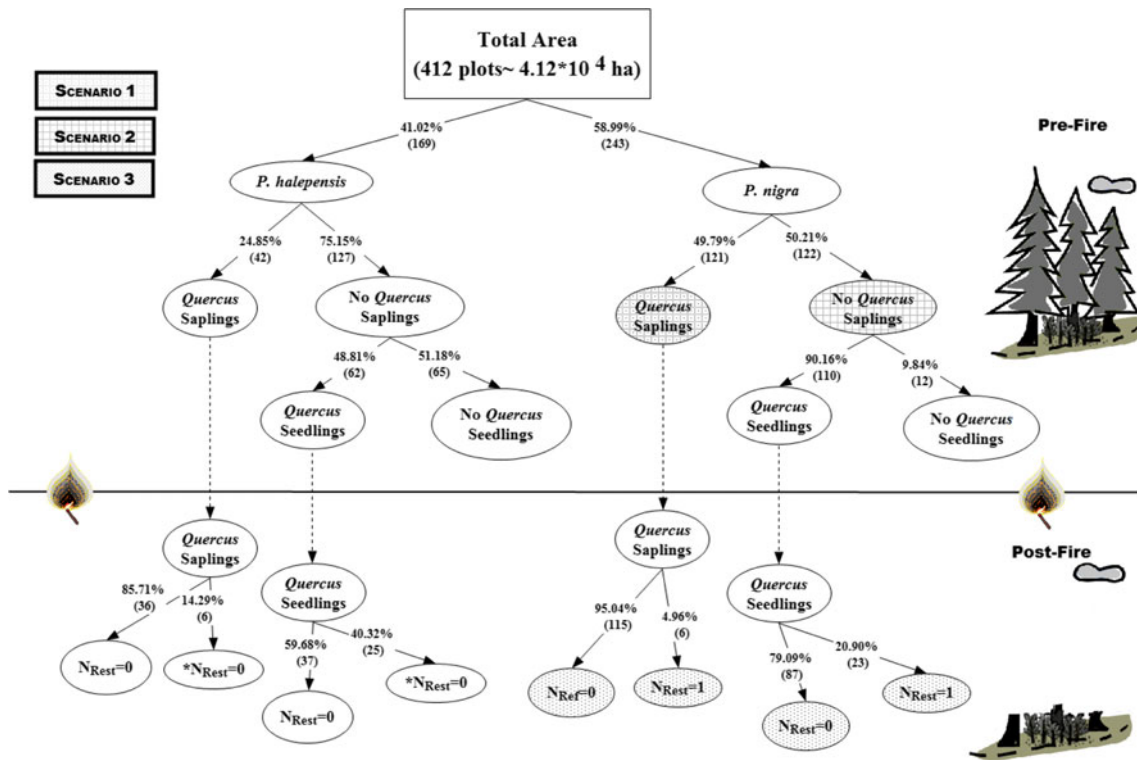 Total Area
(412 plots~ 4.12*10 4 ha)
SCENARIO 1
SCENARIO 2
SCENARIO 3
41.02%
(169)
58.99%
(243)
Pre-Fire
P. halepensis
P. nigra
24.85%
(42)
75.15%
(127)
49.79%
(121)
50.21%
(122)
Quercus
Saplings
No Quercus
Saplings
Quercus
Saplings
No Quercus
Saplings
48.81%
(62)
51.18%
(65)
90.16%
(110)
9.84%
(12)
Quercus
Seedlings
No Quercus
Seedlings
Quercus
Seedlings
No Quercus
Seedlings
Quercus
Saplings
Quercus
Saplings
Post-Fire
Quercus
Seedlings
Quercus
Seedlings
85.71%
(36)
14.29%
(6)
59.68%
(37)
40.32%
(25)
95.04%
(115)
4.96%
(6)
79.09%
(87)
20.90%
(23)
NRest=0
*NRest=0
NRest=0
*NRest=0
NRef=0
NRest=1
NRest=0
NRest=1